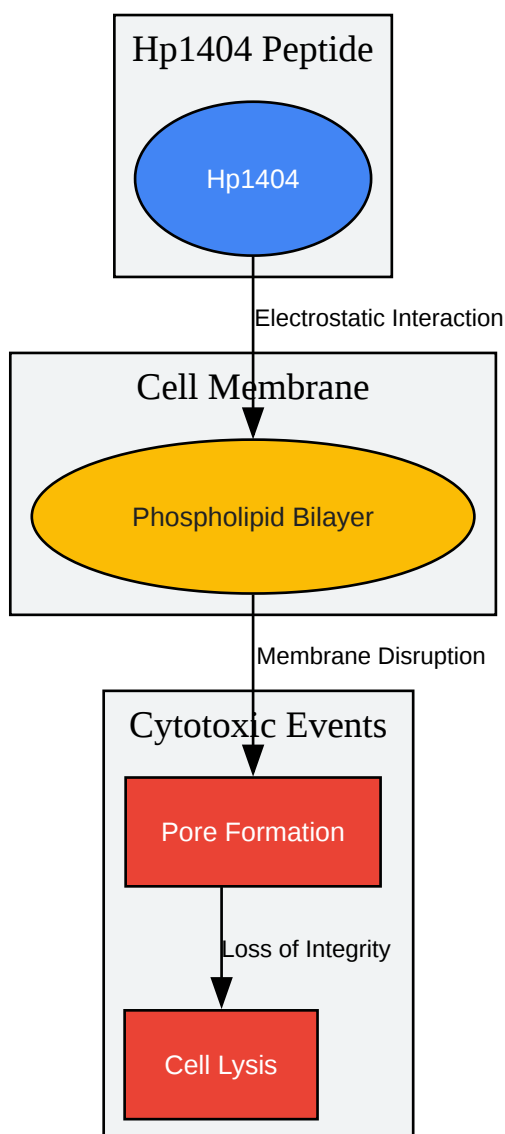 Hp1404 Peptide
Hp1404
Electrostatic Interaction
Cell Membrane
Phospholipid Bilayer
Membrane Disruption
Cytotoxic Events
Pore Formation
Loss of Integrity
Cell Lysis